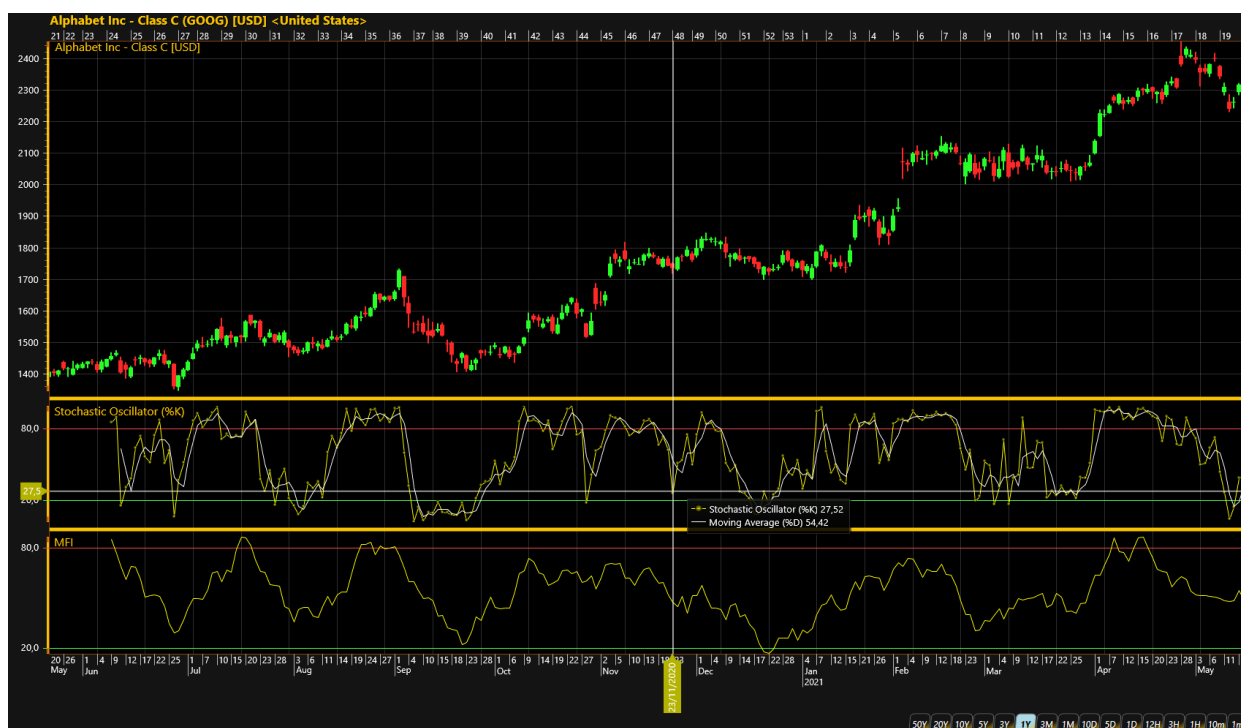 Alphabet Inc - Class C (GOOG) [USD] <United States>
21 22 23 24 25 26 27 28 29 30 31 32 33 34 35 36 37 38 39 40 41 42 43 44 45 46 47 48 49 50 51 52 53 1 2 3 4 5 6 7 8 9 10 11 12 13 14 15 16 17 18 19
Alphabet Inc - Class C [USD]
2400
2300
2200
2100
2000
1900
1800
1700
1600
1500
1400
Stochastic Oscillator (%K)
80,0
27,5
20,0
Stochastic Oscillator (%K) 27,52
Moving Average (%D) 54,42
MFI
80,0
20,0
20 26 1 4 9 12 17 22 25 1 7 10 15 20 23 28 3 6 11 14 19 24 27 1 4 10 15 18 23 28 1 6 9 14 19 22 27 2 5 10 13 1 4 9 14 17 22 28 4 7 12 15 21 26 1 4 9 12 18 23 1 4 9 12 17 22 25 1 7 12 15 20 23 28 3 6 11
May Jun Jul Aug Sep Oct Nov Dec Jan Feb Mar Apr May
2021
23/11/2020
50Y 20Y 10Y 5Y 3Y 1Y 3M 1M 10D 5D 1D 12H 3H 1H 10m